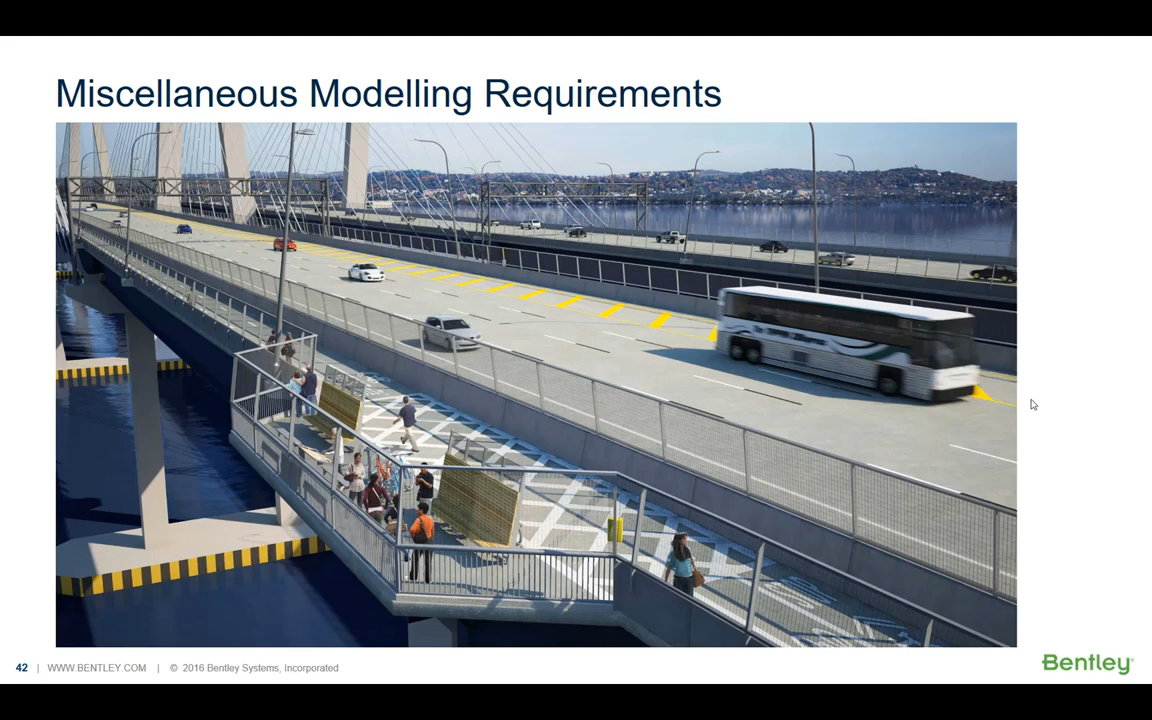 Miscellaneous Modelling Requirements
42 | WWW.BENTLEY.COM | © 2016 Bentley Systems, Incorporated
Bentley®